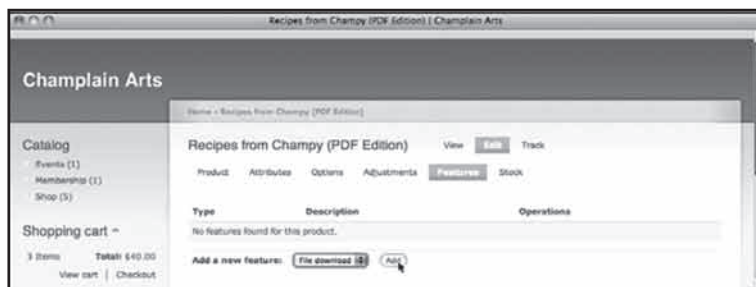 Recipes from Champy (PDF Edition) | Champlain Arts
Champlain Arts
Home » Recipes from Champy (PDF Edition)
Catalog
Events (1)
Membership (1)
Shop (5)
Shopping cart
3 Items Total: $40.00
View cart | Checkout
Recipes from Champy (PDF Edition) View Edit Track
Product Attributes Options Adjustments Features Stock
Type Description Operations
No features found for this product.
Add a new feature: File download Add